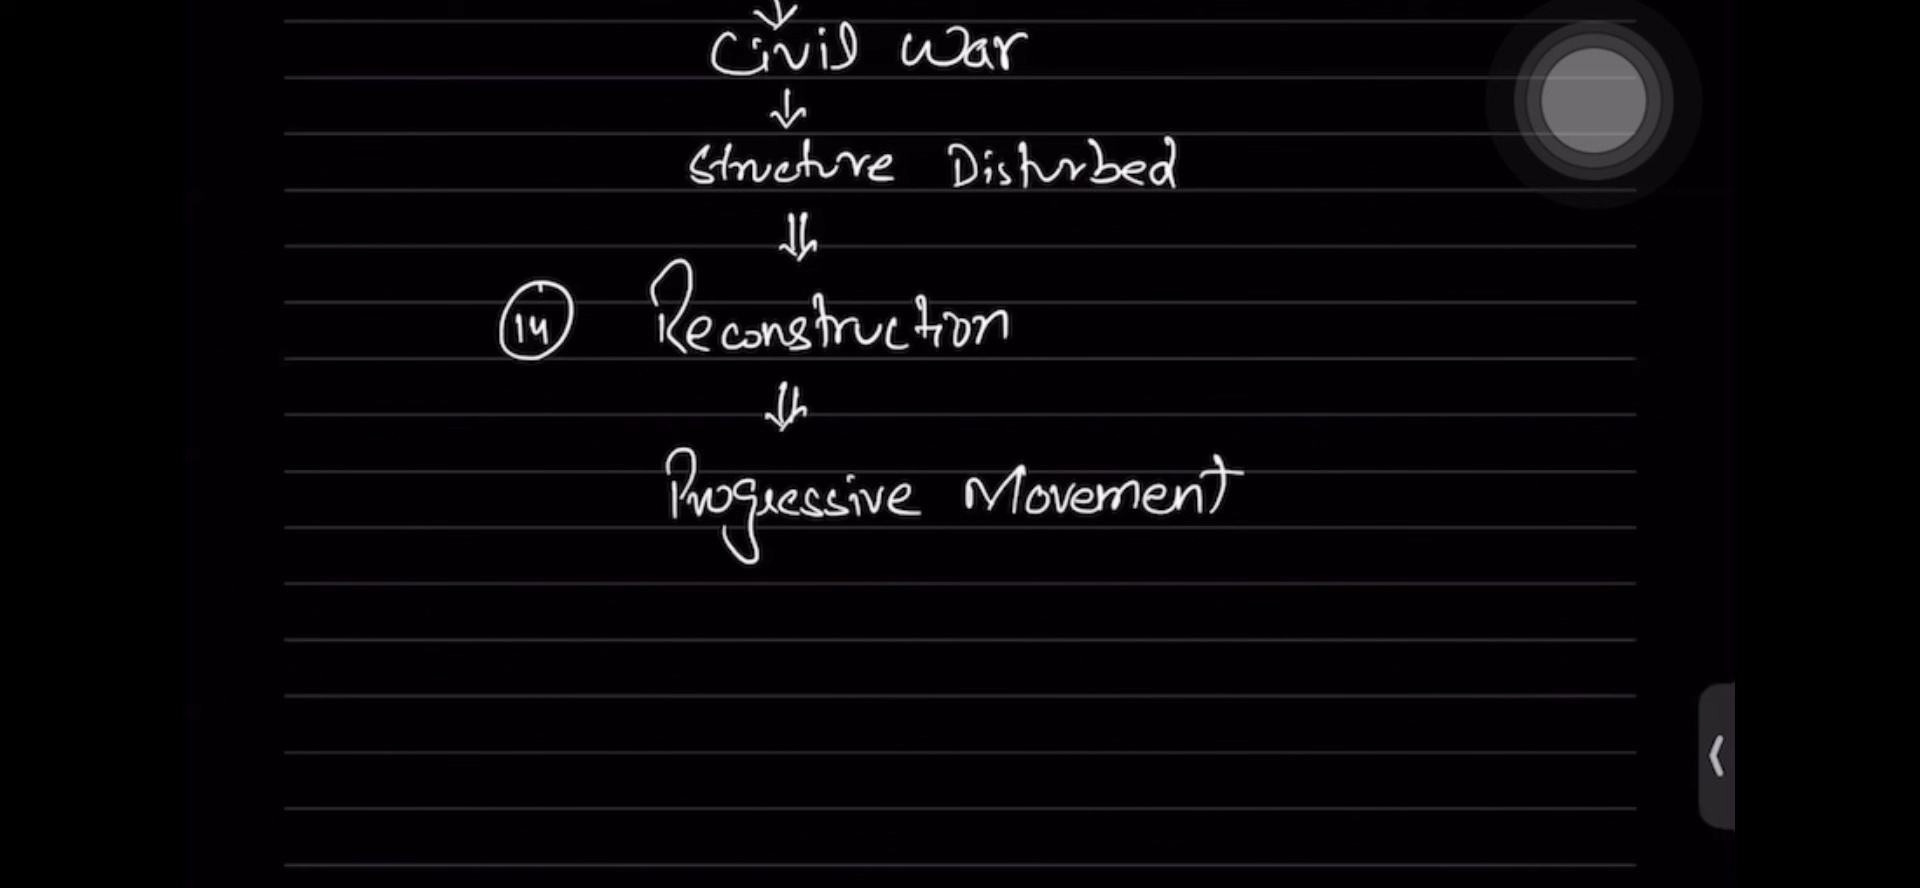 Civil War
↓
Structure Disturbed
⇓
14 Reconstruction
⇓
Progressive Movement